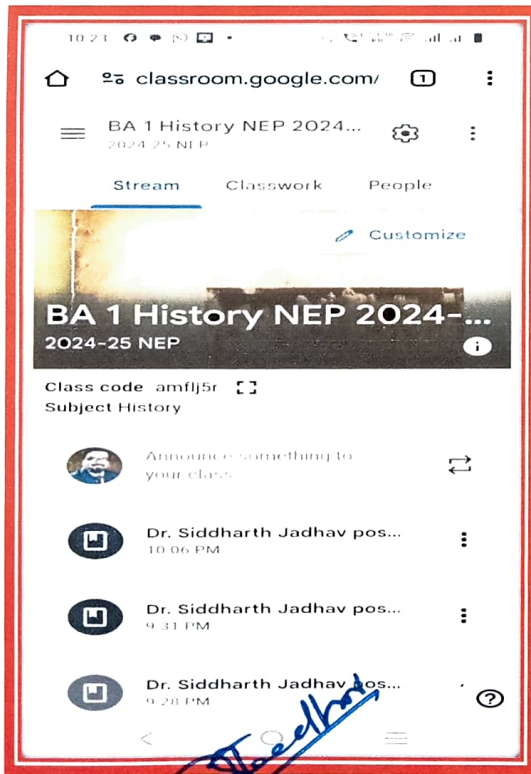 10:23
classroom.google.com/
1
BA 1 History NEP 2024...
2024-25 NEP
Stream Classwork People
Customize
BA 1 History NEP 2024-...
2024-25 NEP
Class code amflj5r
Subject History
Announce something to
your class
Dr. Siddharth Jadhav pos...
10:06 PM
Dr. Siddharth Jadhav pos...
9:31 PM
Dr. Siddharth Jadhav pos...
9:28 PM